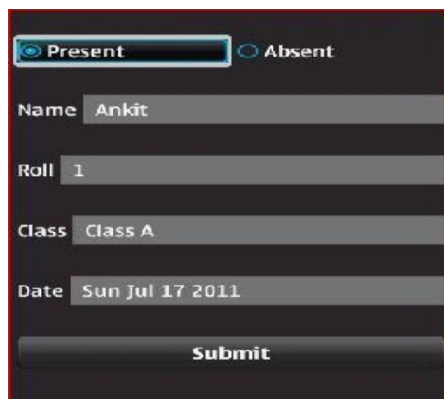 Present Absent
Name Ankit
Roll 1
Class Class A
Date Sun Jul 17 2011
Submit